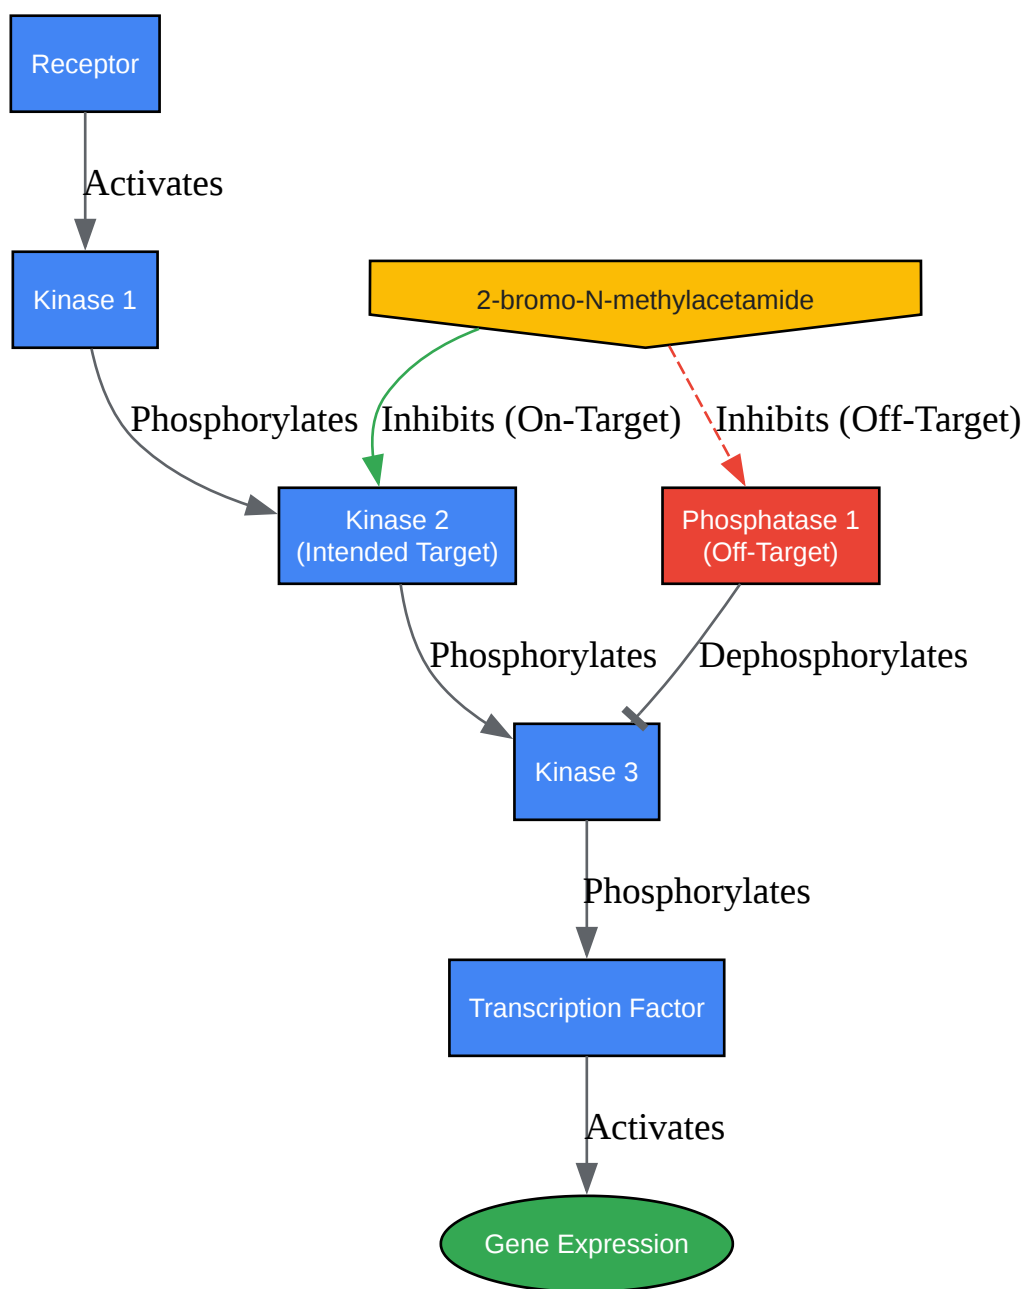 Receptor
Activates
Kinase 1
2-bromo-N-methylacetamide
Phosphorylates
Inhibits (On-Target)
Inhibits (Off-Target)
Kinase 2
(Intended Target)
Phosphatase 1
(Off-Target)
Phosphorylates
Dephosphorylates
Kinase 3
Phosphorylates
Transcription Factor
Activates
Gene Expression